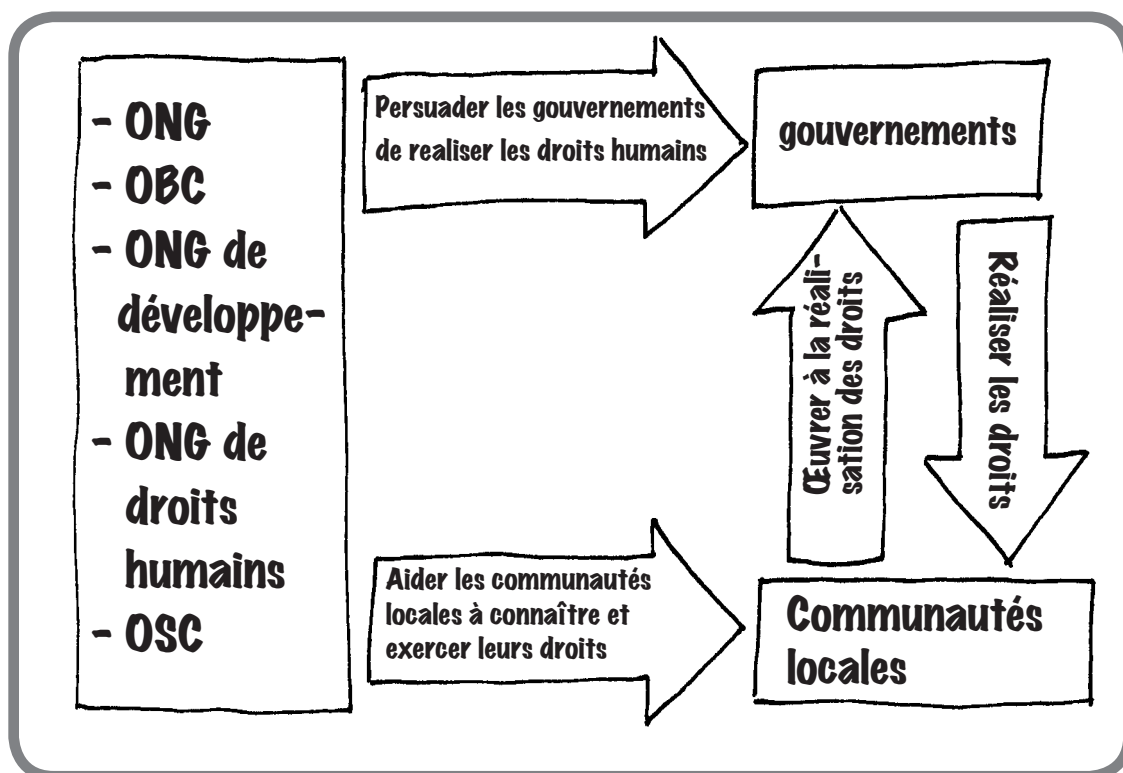 - ONG
- OBC
- ONG de
développe-
ment
- ONG de
droits
humains
- OSC
Persuader les gouvernements
de realiser les droits humains
gouvernements
Œuvrer à la réali-
sation des droits
Réaliser les droits
Aider les communautés
locales à connaître et
exercer leurs droits
Communautés
locales